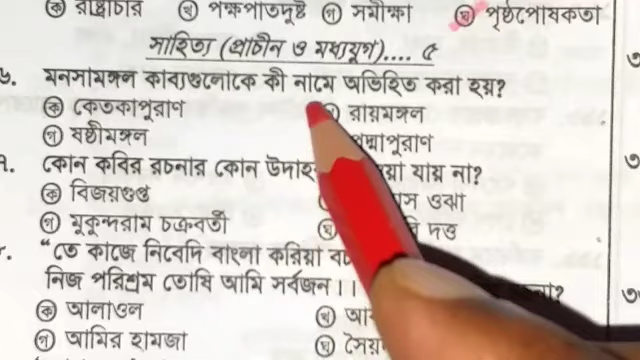 ক রাষ্ট্রাচার খ পক্ষপাতদুষ্ট গ সমীক্ষা ঘ পৃষ্ঠপোষকতা
সাহিত্য (প্রাচীন ও মধ্যযুগ).... ৫
৬. মনসামঙ্গল কাব্যগুলোকে কী নামে অভিহিত করা হয়?
ক কেতকাপুরাণ রায়মঙ্গল
গ ষষ্ঠীমঙ্গল পদ্মাপুরাণ
৭. কোন কবির রচনার কোন উদাহ য়া যায় না?
ক বিজয়গুপ্ত স ওঝা
গ মুকুন্দরাম চক্রবর্তী ঘ দত্ত
৮. “তে কাজে নিবেদি বাংলা করিয়া
নিজ পরিশ্রম তোষি আমি সর্বজন।।
ক আলাওল খ
গ আমির হামজা ঘ সৈয়দ